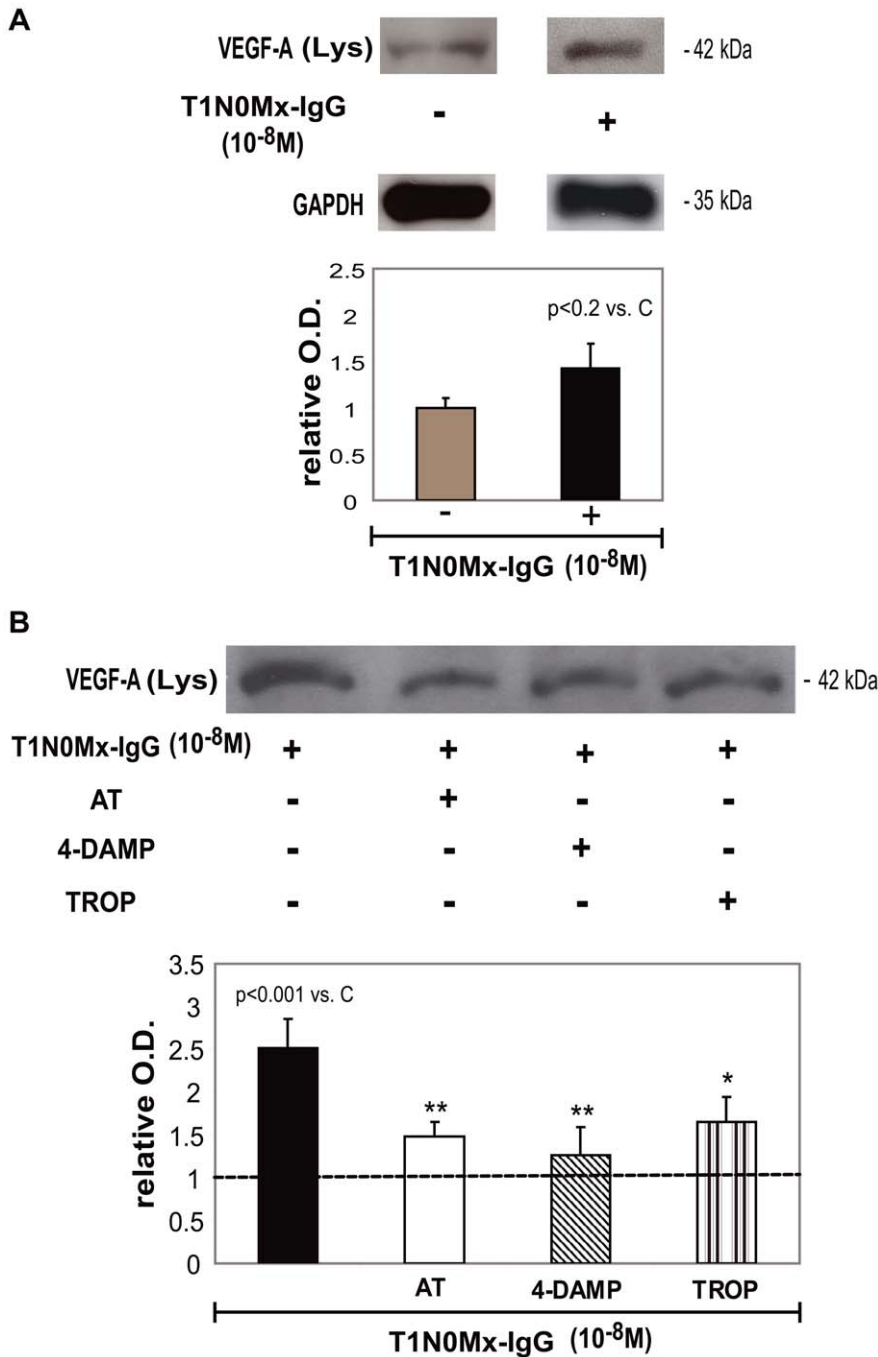 A
VEGF-A (Lys) - 42 kDa
T1N0Mx-IgG - +
(10-8M)
GAPDH - 35 kDa
2.5
2
1.5
1
0.5
0
relative O.D.
p<0.2 vs. C
- +
T1N0Mx-IgG (10-8M)
B
VEGF-A (Lys) - 42 kDa
T1N0Mx-IgG (10-8M) + + + +
AT - + - -
4-DAMP - - + -
TROP - - - +
3.5
3
2.5
2
1.5
1
0.5
0
relative O.D.
p<0.001 vs. C
** ** *
AT 4-DAMP TROP
T1N0Mx-IgG (10-8M)